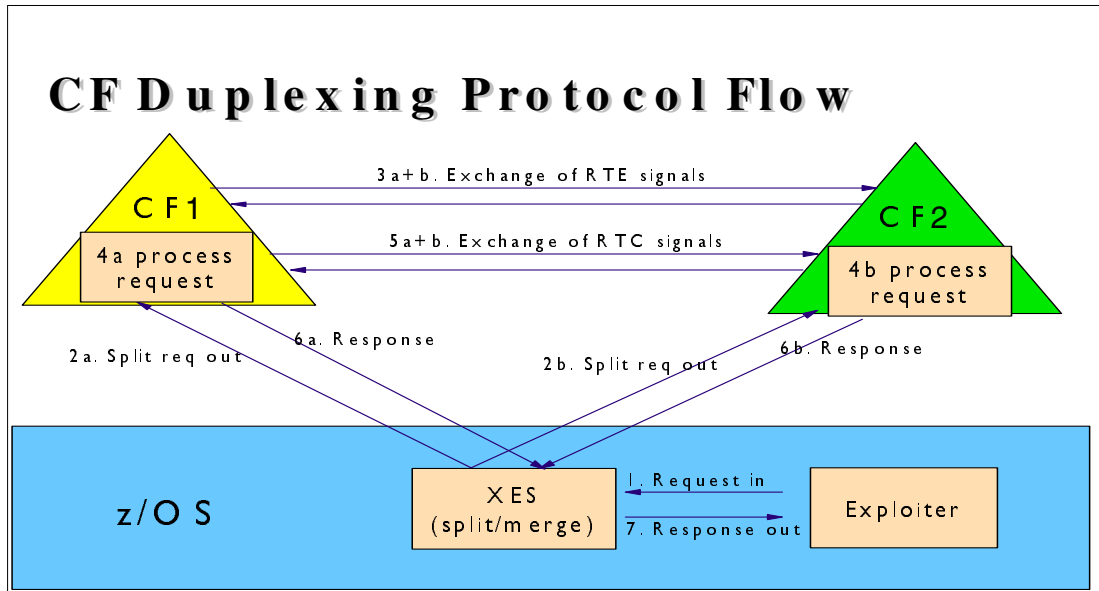 CF Duplexing Protocol Flow
3a+b. Exchange of RTE signals
CF1
CF2
5a+b. Exchange of RTC signals
4a process
request
4b process
request
2a. Split req out
6a. Response
2b. Split req out
6b. Response
z/OS
XES
(split/merge)
1. Request in
7. Response out
Exploiter